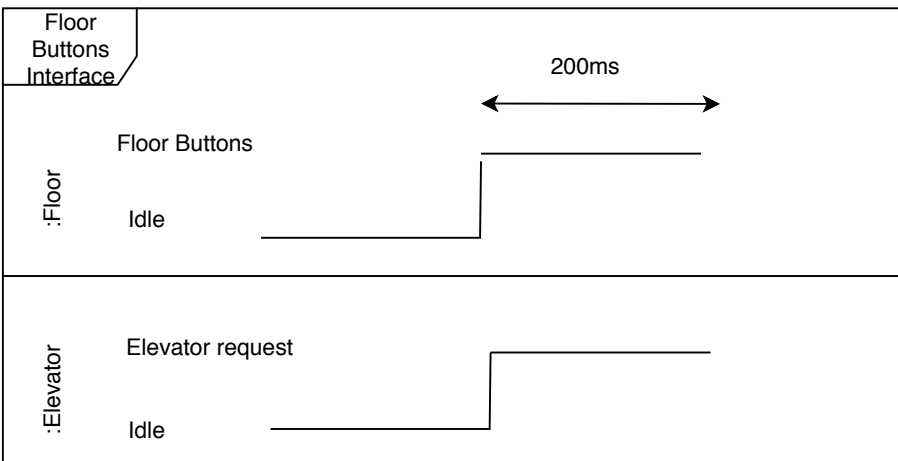 Floor
Buttons
Interface
200ms
Floor Buttons
:Floor
Idle
Elevator request
:Elevator
Idle